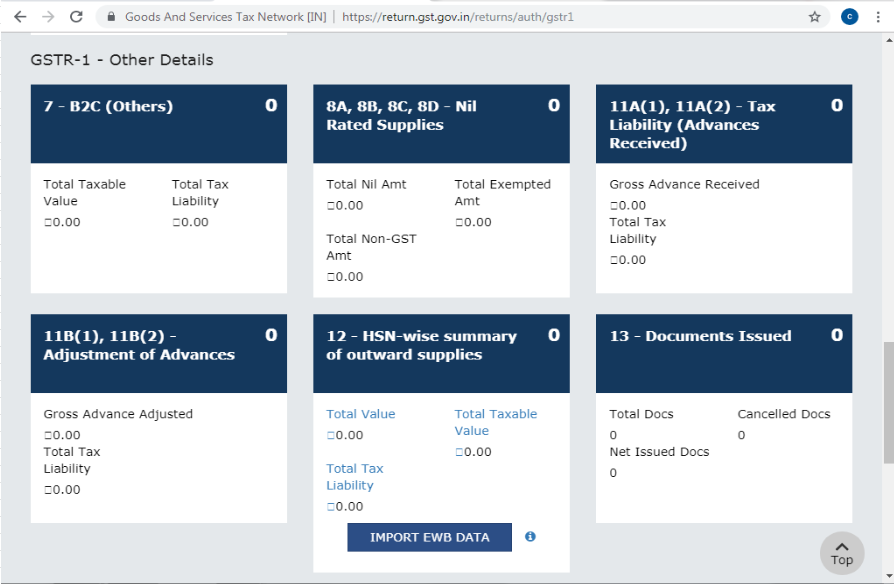 Goods And Services Tax Network [IN] | https://return.gst.gov.in/returns/auth/gstr1
c
GSTR-1 - Other Details
7 - B2C (Others) 0
Total Taxable Value
Total Tax Liability
□0.00
□0.00
8A, 8B, 8C, 8D - Nil
Rated Supplies
0
Total Nil Amt
□0.00
Total Exempted
Amt
□0.00
Total Non-GST
Amt
□0.00
11A(1), 11A(2) - Tax
Liability (Advances
Received)
0
Gross Advance Received
□0.00
Total Tax
Liability
□0.00
11B(1), 11B(2) -
Adjustment of Advances
0
Gross Advance Adjusted
□0.00
Total Tax
Liability
□0.00
12 - HSN-wise summary
of outward supplies
0
Total Value
□0.00
Total Taxable
Value
□0.00
Total Tax
Liability
□0.00
IMPORT EWB DATA
13 - Documents Issued 0
Total Docs
0
Cancelled Docs
0
Net Issued Docs
0
Top